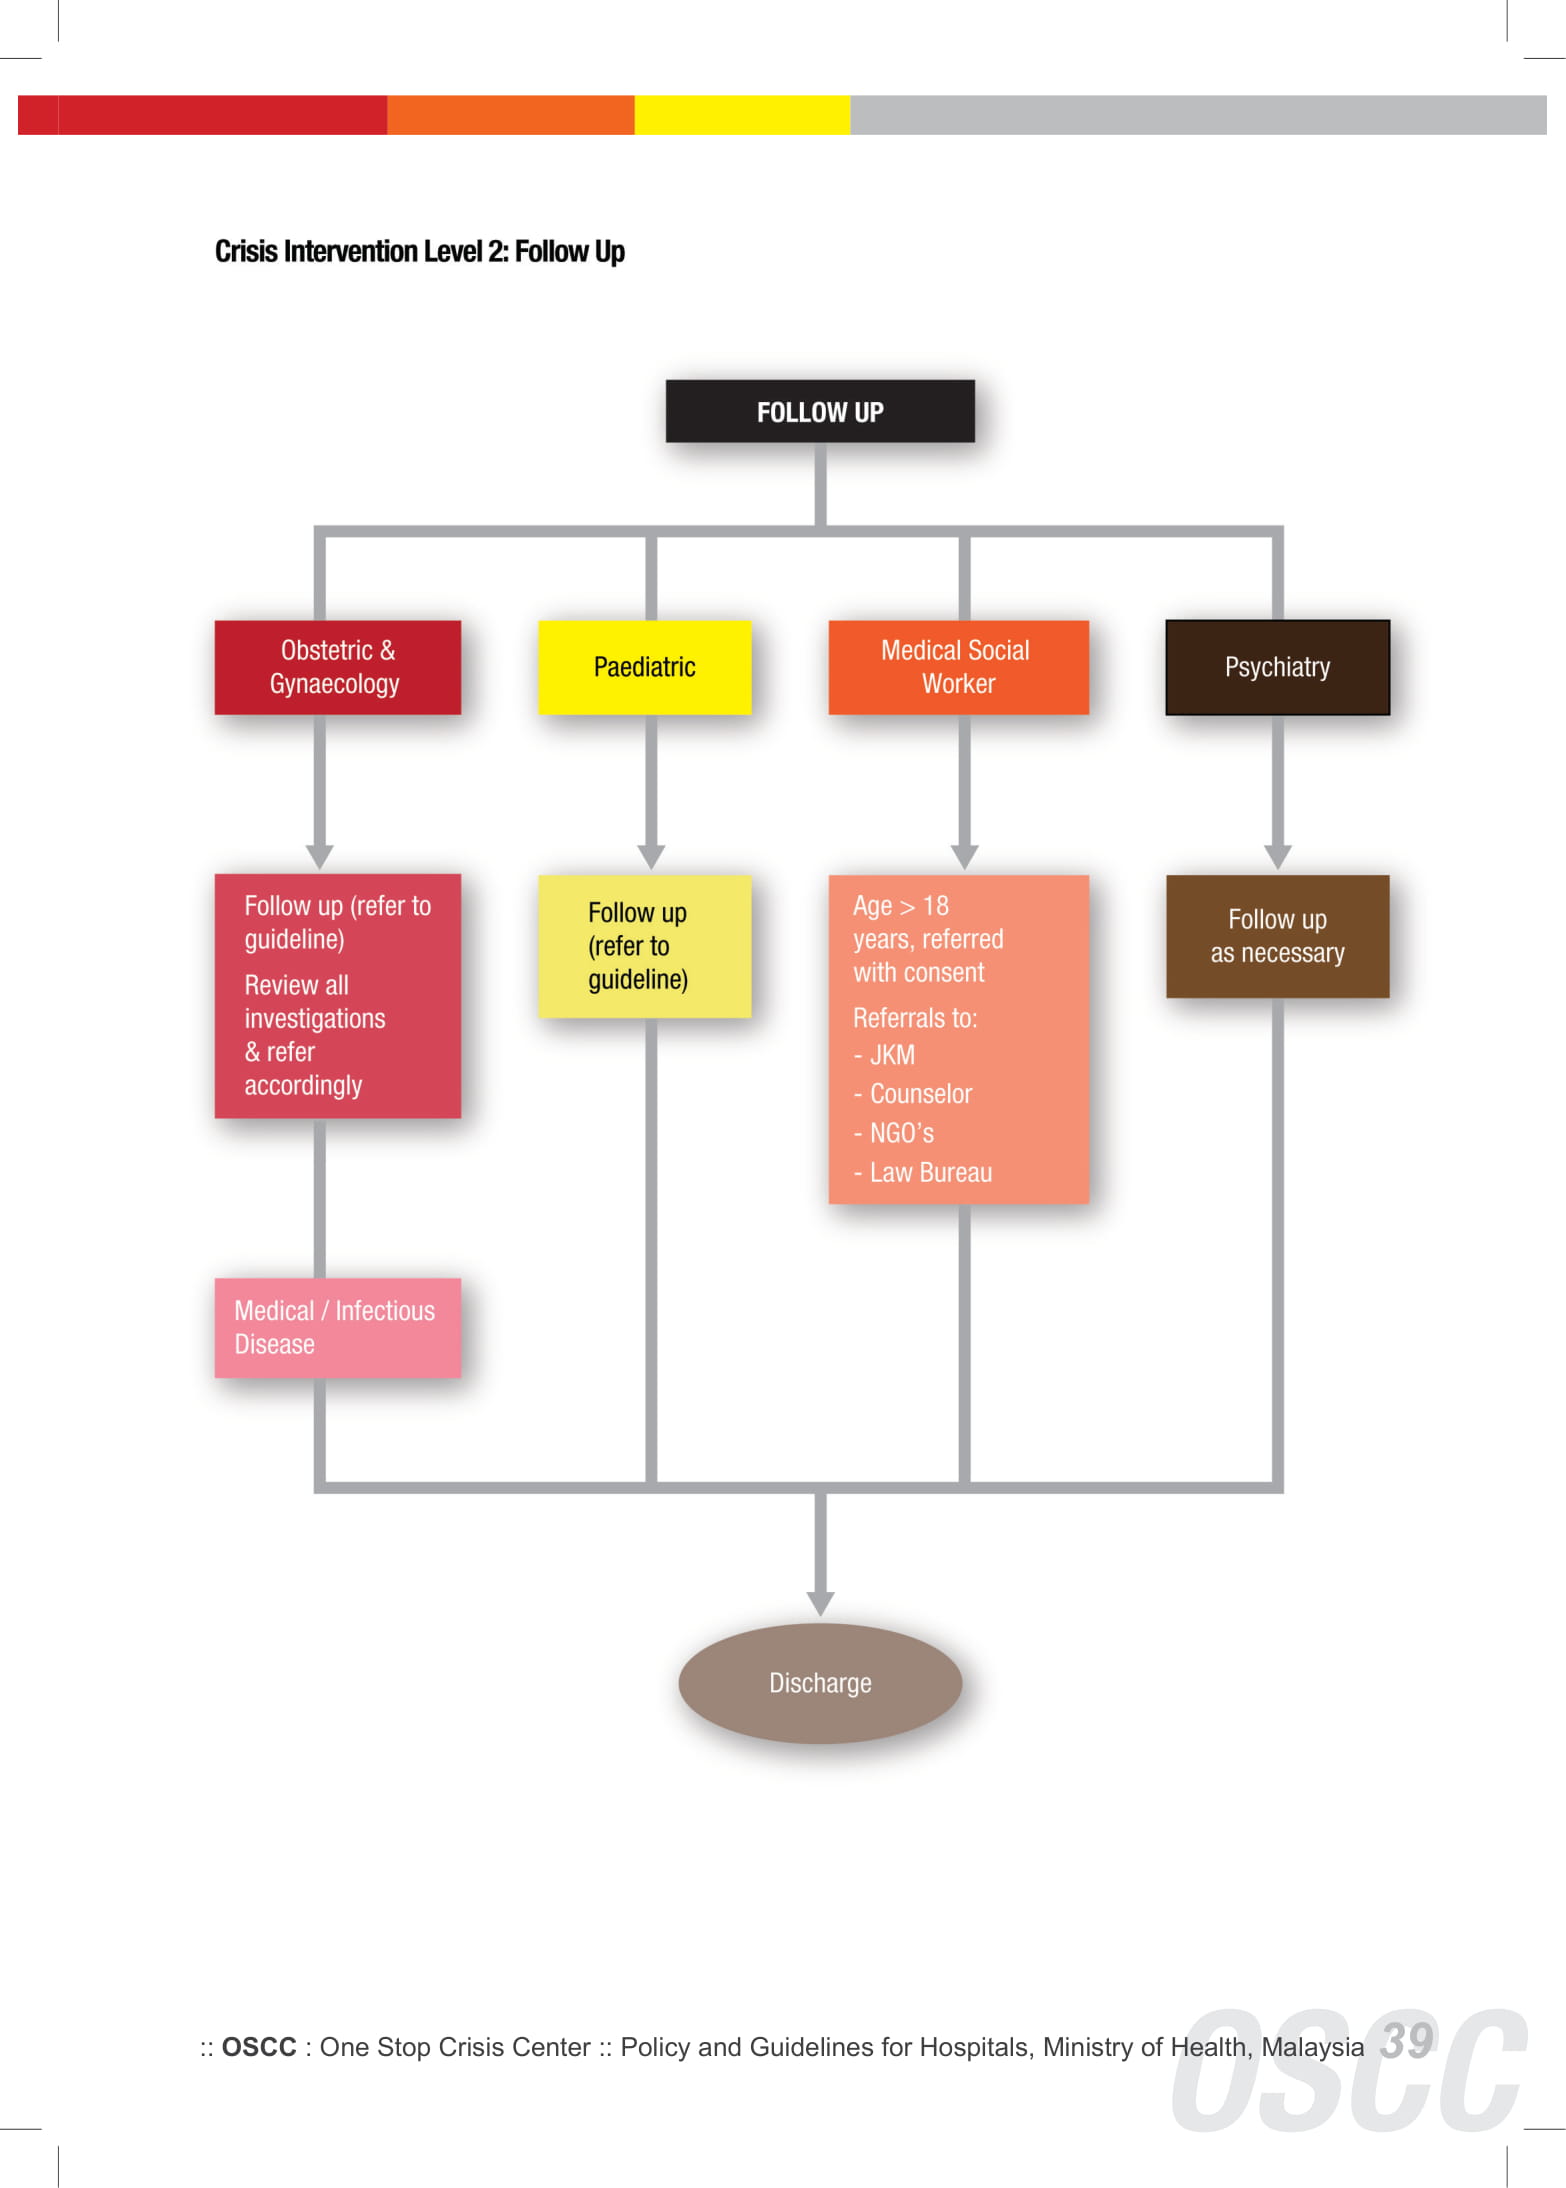 Crisis Intervention Level 2: Follow Up
FOLLOW UP
Obstetric &
Gynaecology
Paediatric
Medical Social
Worker
Psychiatry
Follow up (refer to
guideline)
Review all
investigations
& refer
accordingly
Follow up
(refer to
guideline)
Age > 18
years, referred
with consent
Referrals to:
- JKM
- Counselor
- NGO's
- Law Bureau
Follow up
as necessary
Medical / Infectious
Disease
Discharge
:: OSCC : One Stop Crisis Center :: Policy and Guidelines for Hospitals, Ministry of Health, Malaysia 39
OSCC